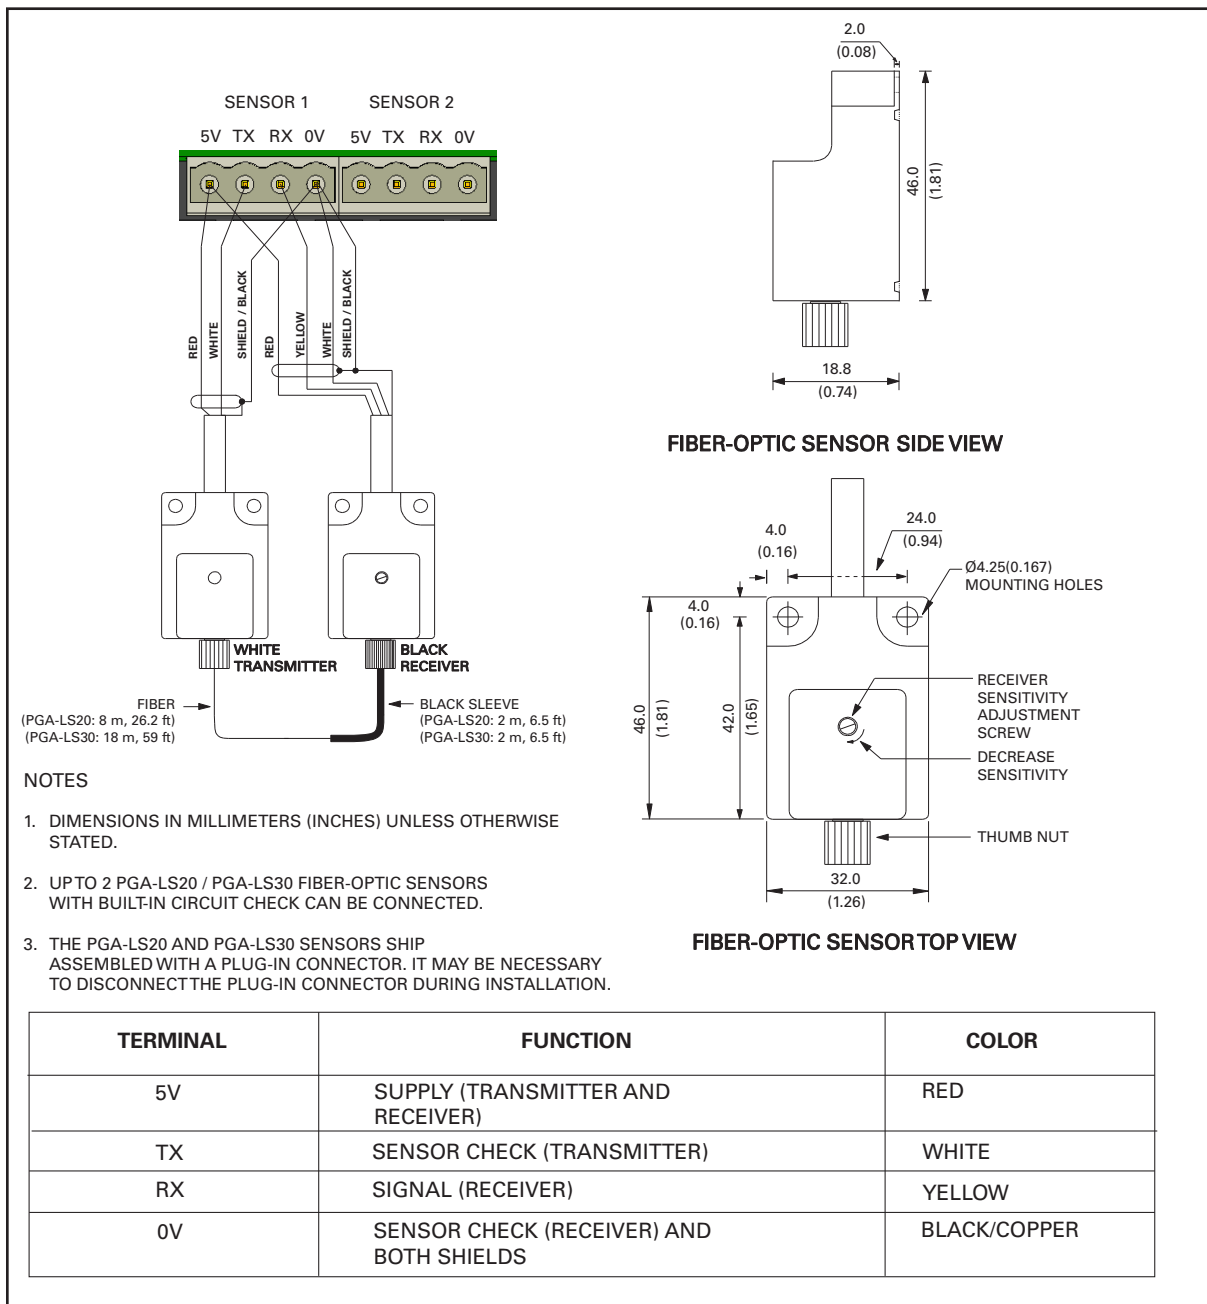 SENSOR 1 SENSOR 2
5V TX RX 0V 5V TX RX 0V
RED
WHITE
SHIELD / BLACK
RED
YELLOW
WHITE
SHIELD / BLACK
WHITE
TRANSMITTER
BLACK
RECEIVER
FIBER
(PGA-LS20: 8 m, 26.2 ft)
(PGA-LS30: 18 m, 59 ft)
BLACK SLEEVE
(PGA-LS20: 2 m, 6.5 ft)
(PGA-LS30: 2 m, 6.5 ft)
2.0
(0.08)
46.0
(1.81)
18.8
(0.74)
FIBER-OPTIC SENSOR SIDE VIEW
4.0
(0.16)
24.0
(0.94)
Ø4.25(0.167)
MOUNTING HOLES
4.0
(0.16)
46.0
(1.81)
42.0
(1.65)
RECEIVER
SENSITIVITY
ADJUSTMENT
SCREW
DECREASE
SENSITIVITY
THUMB NUT
32.0
(1.26)
FIBER-OPTIC SENSOR TOP VIEW
NOTES
1. DIMENSIONS IN MILLIMETERS (INCHES) UNLESS OTHERWISE
STATED.
2. UP TO 2 PGA-LS20 / PGA-LS30 FIBER-OPTIC SENSORS
WITH BUILT-IN CIRCUIT CHECK CAN BE CONNECTED.
3. THE PGA-LS20 AND PGA-LS30 SENSORS SHIP
ASSEMBLED WITH A PLUG-IN CONNECTOR. IT MAY BE NECESSARY
TO DISCONNECT THE PLUG-IN CONNECTOR DURING INSTALLATION.
TERMINAL FUNCTION COLOR
5V SUPPLY (TRANSMITTER AND RED
RECEIVER)
TX SENSOR CHECK (TRANSMITTER) WHITE
RX SIGNAL (RECEIVER) YELLOW
0V SENSOR CHECK (RECEIVER) AND BLACK/COPPER
BOTH SHIELDS